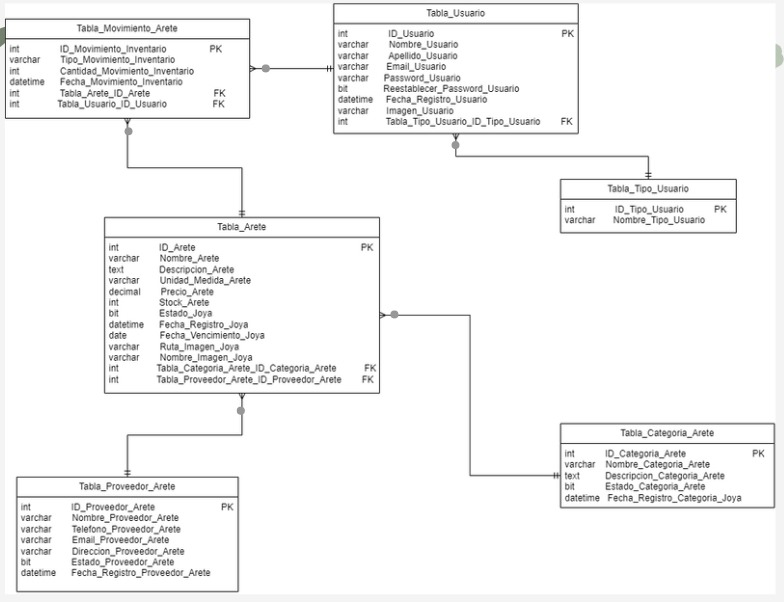 Tabla_Movimiento_Arete
int ID_Movimiento_Inventario PK
varchar Tipo_Movimiento_Inventario
int Cantidad_Movimiento_Inventario
datetime Fecha_Movimiento_Inventario
int Tabla_Arete_ID_Arete FK
int Tabla_Usuario_ID_Usuario FK
Tabla_Usuario
int ID_Usuario PK
varchar Nombre_Usuario
varchar Apellido_Usuario
varchar Email_Usuario
varchar Password_Usuario
bit Reestablecer_Password_Usuario
datetime Fecha_Registro_Usuario
varchar Imagen_Usuario
int Tabla_Tipo_Usuario_ID_Tipo_Usuario FK
Tabla_Tipo_Usuario
int ID_Tipo_Usuario PK
varchar Nombre_Tipo_Usuario
Tabla_Arete
int ID_Arete PK
varchar Nombre_Arete
text Descripcion_Arete
varchar Unidad_Medida_Arete
decimal Precio_Arete
int Stock_Arete
bit Estado_Joya
datetime Fecha_Registro_Joya
date Fecha_Vencimiento_Joya
varchar Ruta_Imagen_Joya
varchar Nombre_Imagen_Joya
int Tabla_Categoria_Arete_ID_Categoria_Arete FK
int Tabla_Proveedor_Arete_ID_Proveedor_Arete FK
Tabla_Categoria_Arete
int ID_Categoria_Arete PK
varchar Nombre_Categoria_Arete
text Descripcion_Categoria_Arete
bit Estado_Categoria_Arete
datetime Fecha_Registro_Categoria_Joya
Tabla_Proveedor_Arete
int ID_Proveedor_Arete PK
varchar Nombre_Proveedor_Arete
varchar Telefono_Proveedor_Arete
varchar Email_Proveedor_Arete
varchar Direccion_Proveedor_Arete
bit Estado_Proveedor_Arete
datetime Fecha_Registro_Proveedor_Arete